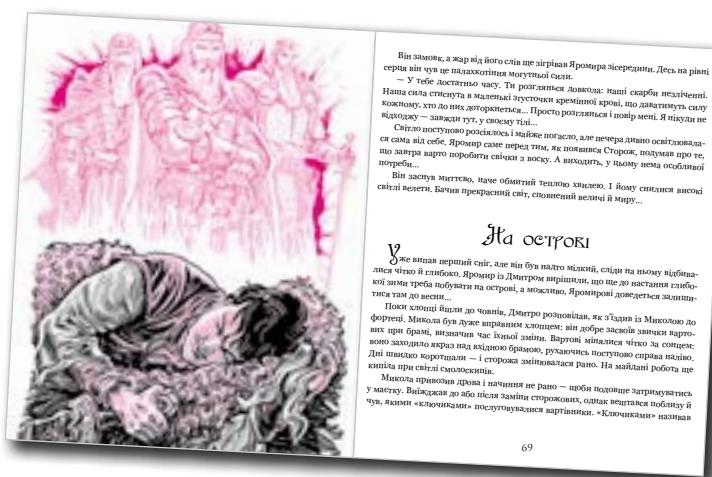 Він замовк, а жар від його слів ще зігрівав Яромира зісередини. Десь на рівні
серця він чув це палахкотіння могутньої сили.
— У тебе достатньо часу. Ти розглянься довкола: наші скарби незліченні.
Наша сила стиснута в маленькі згусточки кремінної крові, що даватимуть силу
кожному, хто до них доторкнеться... Просто розглянься і повір мені. Я нікуди не
відходжу — завжди тут, у своєму тілі...
Світло поступово розсіялось і майже погасло, але печера дивно освітлювала-
ся сама від себе. Яромир саме перед тим, як появився Сторож, подумав про те,
що завтра варто поробити свічки з воску. А виходить, у цьому нема особливої
потреби...
Він заснув миттєво, наче обмитий теплою хвилею. І йому снилися високі
світлі велети. Бачив прекрасний світ, сповнений величі й миру...
На острові
Уже випав перший сніг, але він був надто мілкий, сліди на ньому відбива-
лися чітко й глибоко. Яромир із Дмитром вирішили, що ще до настання глибо-
кої зими треба побувати на острові, а можливо, Яромирові доведеться залиши-
тися там до весни...
Поки хлопці йшли до човнів, Дмитро розповідав, як з'їздив із Миколою до
фортеці. Микола був дуже вправним хлопцем: він добре засвоїв звички варто-
вих при брамі, визначив час їхньої зміни. Вартові мінялися чітко за сонцем:
воно заходило якраз над вхідною брамою, рухаючись поступово справа наліво.
Дні швидко коротшали — і сторожа змінювалася рано. На майдані робота ще
кипіла при світлі смолоскипів.
Микола привозив дрова і начиння не рано — щоби подовше затримуватись
у маєтку. Виїжджав до або після заміни сторожових, однак вештався поблизу й
чув, якими «ключиками» послуговувалися вартівники. «Ключиками» називав
69